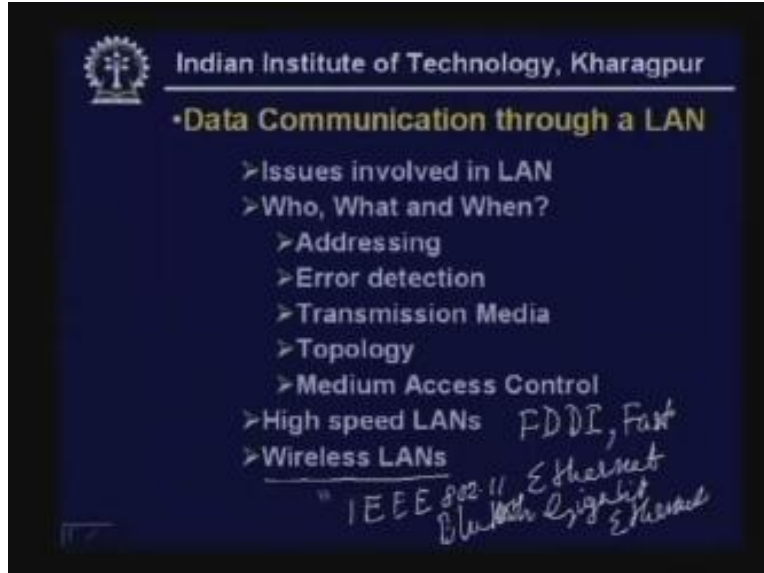 Indian Institute of Technology, Kharagpur
•Data Communication through a LAN
➢Issues involved in LAN
➢Who, What and When?
➢Addressing
➢Error detection
➢Transmission Media
➢Topology
➢Medium Access Control
➢High speed LANs FDDI, Fast
Ethernet
➢Wireless LANs
IEEE 802.11
Gigabit
Ethernet